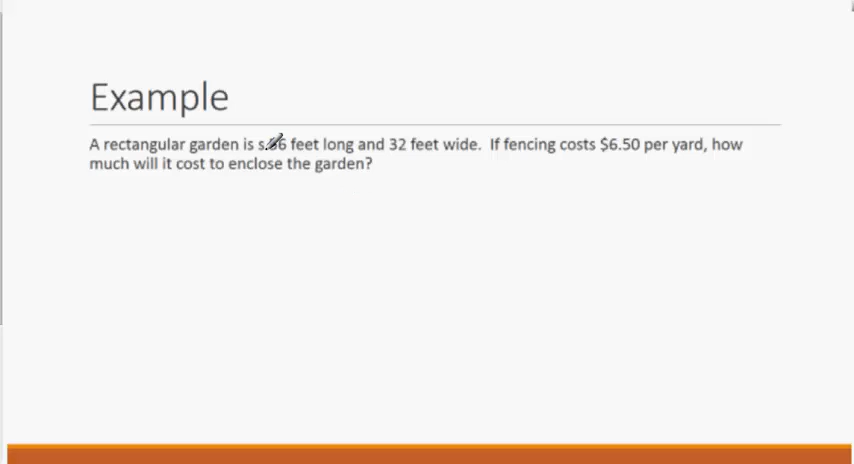 Example
A rectangular garden is feet long and 32 feet wide. If fencing costs $6.50 per yard, how
much will it cost to enclose the garden?